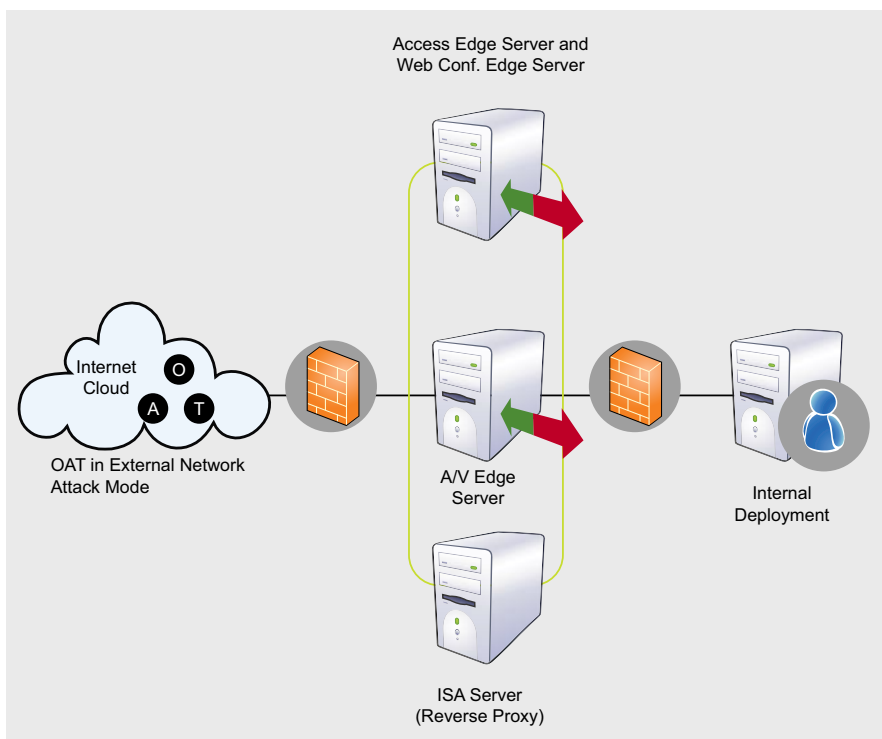 Access Edge Server and
Web Conf. Edge Server
Internet
Cloud
O
A
T
OAT in External Network
Attack Mode
A/V Edge
Server
Internal
Deployment
ISA Server
(Reverse Proxy)